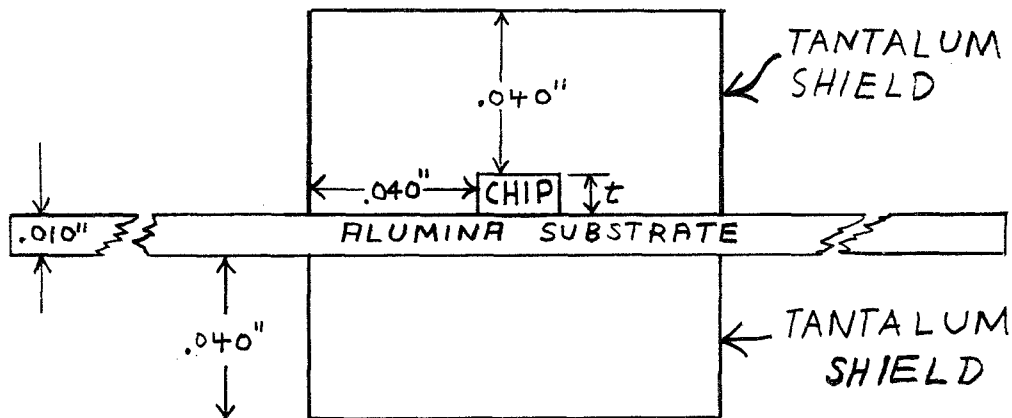 TANTALUM
SHIELD
.040"
.040"
CHIP
t
.010"
ALUMINA SUBSTRATE
.040"
TANTALUM
SHIELD